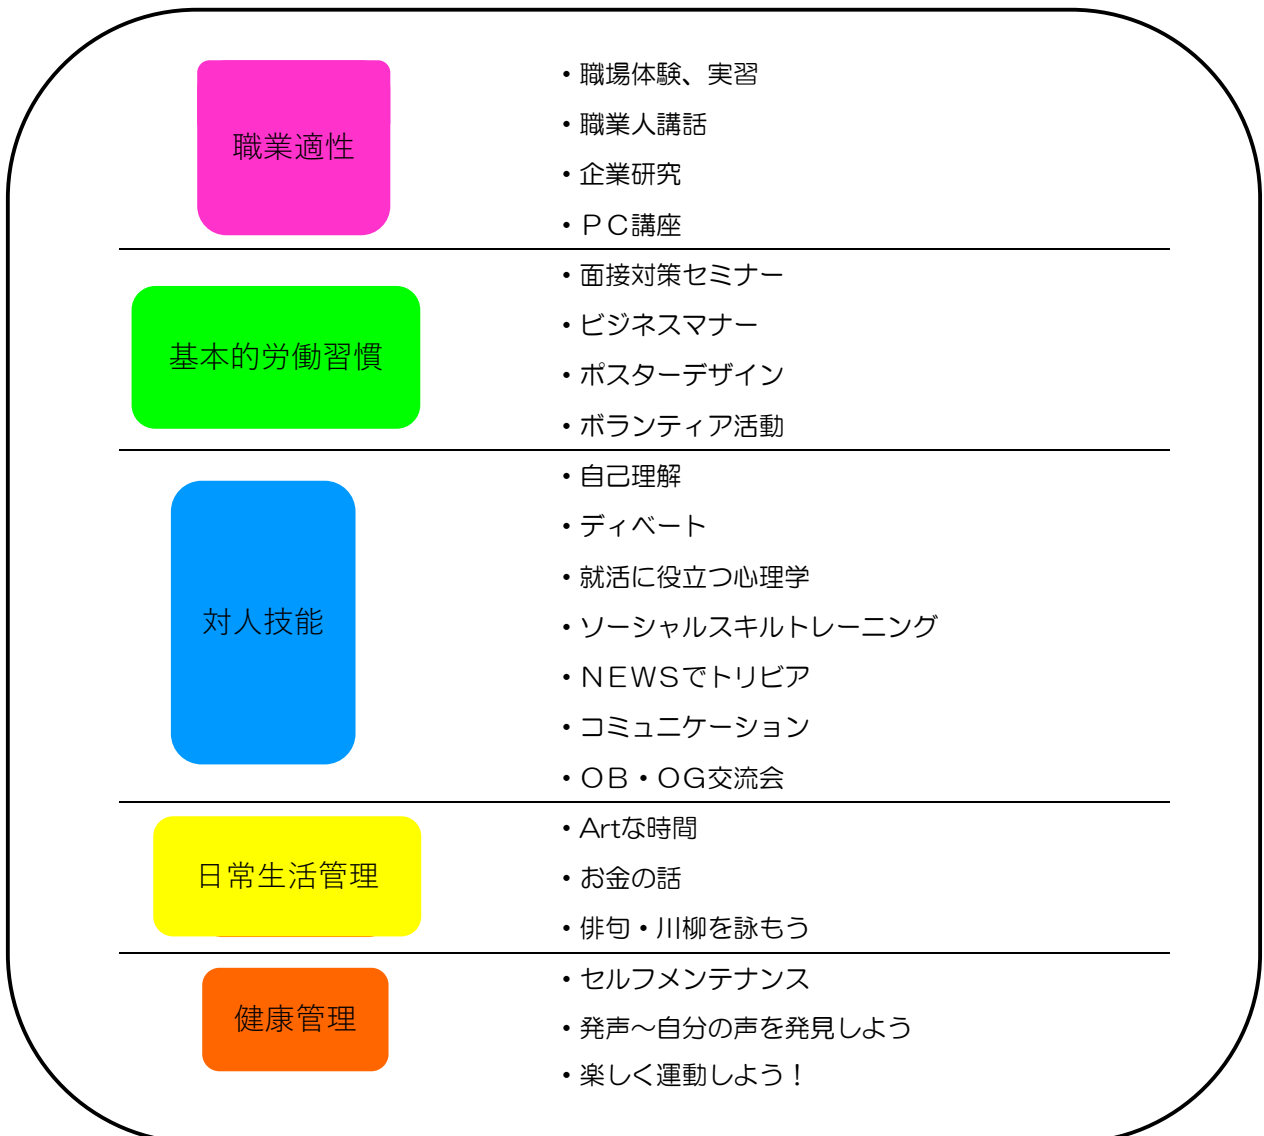 職業適性
・職場体験、実習
・職業人講話
・企業研究
・ＰＣ講座
基本的労働習慣
・面接対策セミナー
・ビジネスマナー
・ポスターデザイン
・ボランティア活動
対人技能
・自己理解
・ディベート
・就活に役立つ心理学
・ソーシャルスキルトレーニング
・ＮＥＷＳでトリビア
・コミュニケーション
・ＯＢ・ＯＧ交流会
日常生活管理
・Artな時間
・お金の話
・俳句・川柳を詠もう
健康管理
・セルフメンテナンス
・発声～自分の声を発見しよう
・楽しく運動しよう！